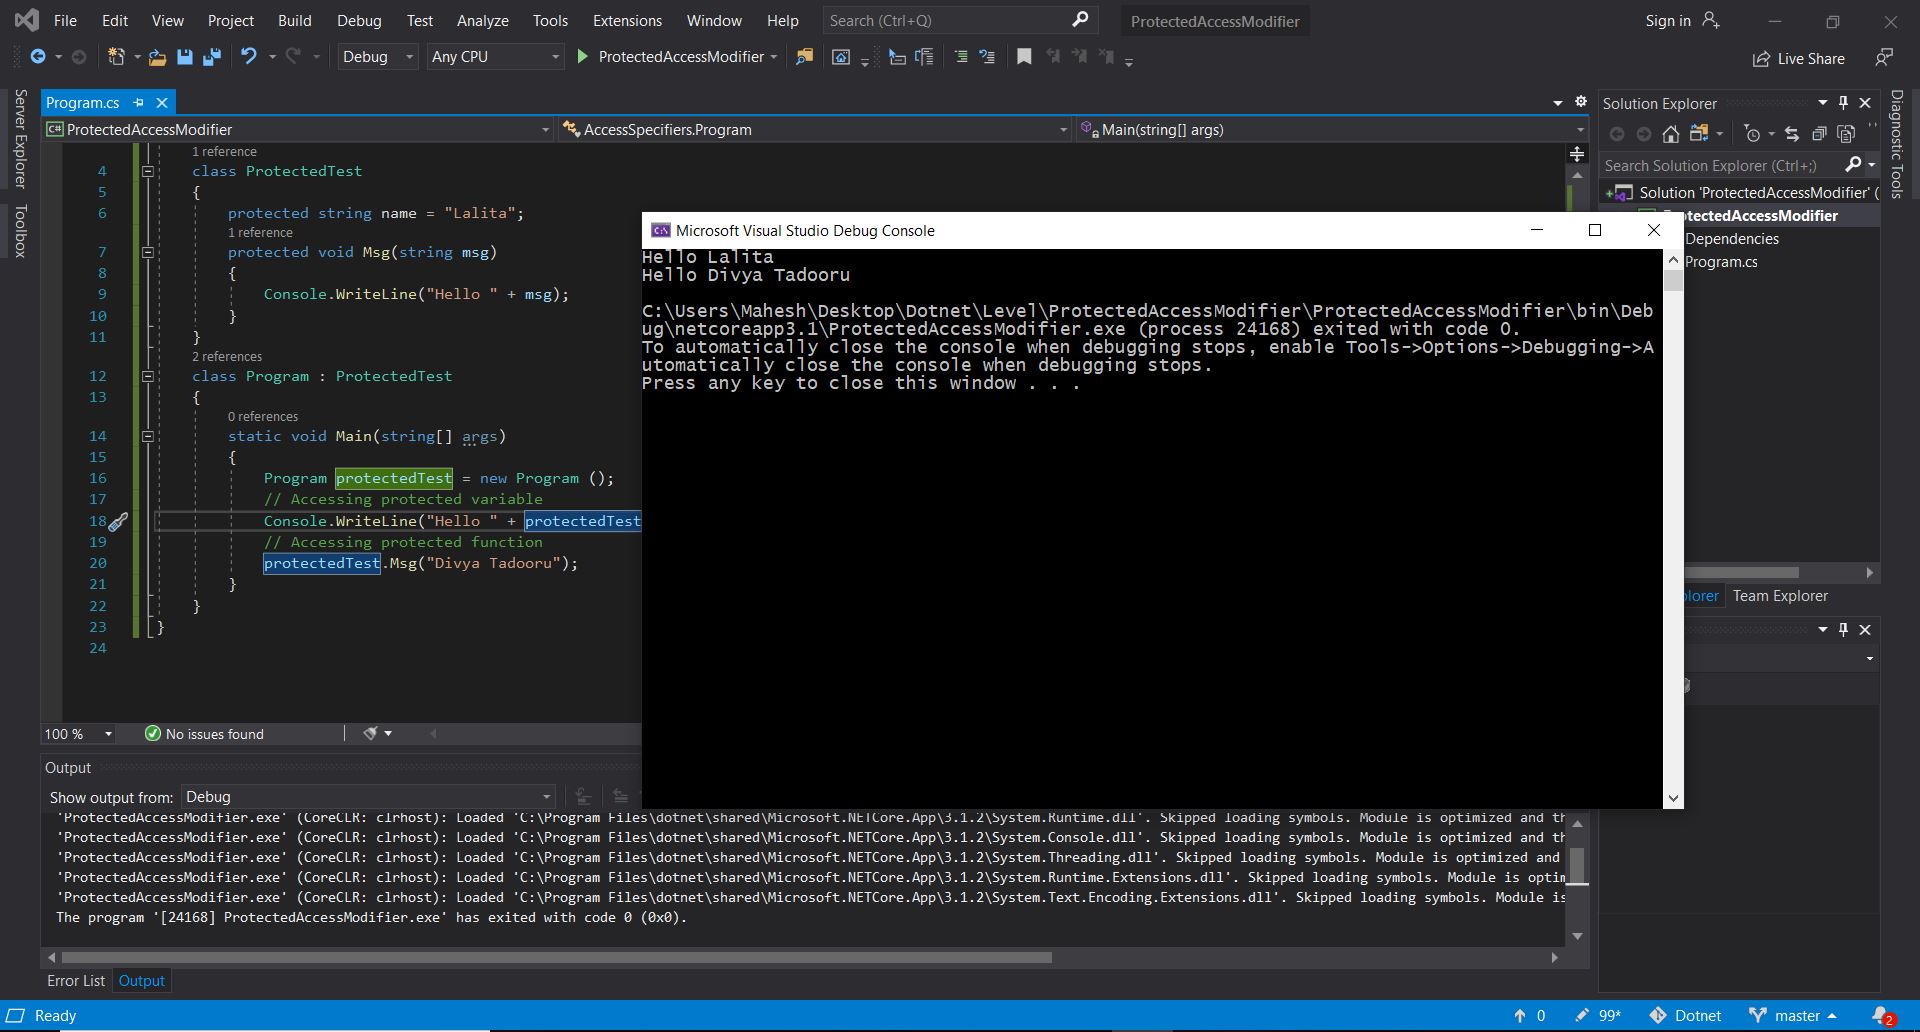 File Edit View Project Build Debug Test Analyze Tools Extensions Window Help Search (Ctrl+Q) ProtectedAccessModifier Sign in
Debug Any CPU ProtectedAccessModifier Live Share
Server Explorer
Toolbox
Program.cs
C# ProtectedAccessModifier AccessSpecifiers.Program Main(string[] args)
1 reference
4 class ProtectedTest
5 {
6 protected string name = "Lalita";
1 reference
7 protected void Msg(string msg)
8 {
9 Console.WriteLine("Hello " + msg);
10 }
11 }
2 references
12 class Program : ProtectedTest
13 {
0 references
14 static void Main(string[] args)
15 {
16 Program protectedTest = new Program ();
17 // Accessing protected variable
18 Console.WriteLine("Hello " + protectedTest
19 // Accessing protected function
20 protectedTest.Msg("Divya Tadooru");
21 }
22 }
23 }
24
100 % No issues found
Microsoft Visual Studio Debug Console
Hello Lalita
Hello Divya Tadooru
C:\Users\Mahesh\Desktop\Dotnet\Level\ProtectedAccessModifier\ProtectedAccessModifier\bin\Deb
ug\netcoreapp3.1\ProtectedAccessModifier.exe (process 24168) exited with code 0.
To automatically close the console when debugging stops, enable Tools->Options->Debugging->A
utomatically close the console when debugging stops.
Press any key to close this window . . .
Solution Explorer
Search Solution Explorer (Ctrl+;)
Solution 'ProtectedAccessModifier' (
tectedAccessModifier
Dependencies
Program.cs
plorer Team Explorer
Diagnostic Tools
Output
Show output from: Debug
'ProtectedAccessModifier.exe' (CoreCLR: clrhost): Loaded 'C:\Program Files\dotnet\shared\Microsoft.NETCore.App\3.1.2\System.Runtime.dll'. Skipped loading symbols. Module is optimized and th
'ProtectedAccessModifier.exe' (CoreCLR: clrhost): Loaded 'C:\Program Files\dotnet\shared\Microsoft.NETCore.App\3.1.2\System.Console.dll'. Skipped loading symbols. Module is optimized and th
'ProtectedAccessModifier.exe' (CoreCLR: clrhost): Loaded 'C:\Program Files\dotnet\shared\Microsoft.NETCore.App\3.1.2\System.Threading.dll'. Skipped loading symbols. Module is optimized and
'ProtectedAccessModifier.exe' (CoreCLR: clrhost): Loaded 'C:\Program Files\dotnet\shared\Microsoft.NETCore.App\3.1.2\System.Runtime.Extensions.dll'. Skipped loading symbols. Module is optim
'ProtectedAccessModifier.exe' (CoreCLR: clrhost): Loaded 'C:\Program Files\dotnet\shared\Microsoft.NETCore.App\3.1.2\System.Text.Encoding.Extensions.dll'. Skipped loading symbols. Module is
The program '[24168] ProtectedAccessModifier.exe' has exited with code 0 (0x0).
Error List Output
Ready 0 99* Dotnet master 2